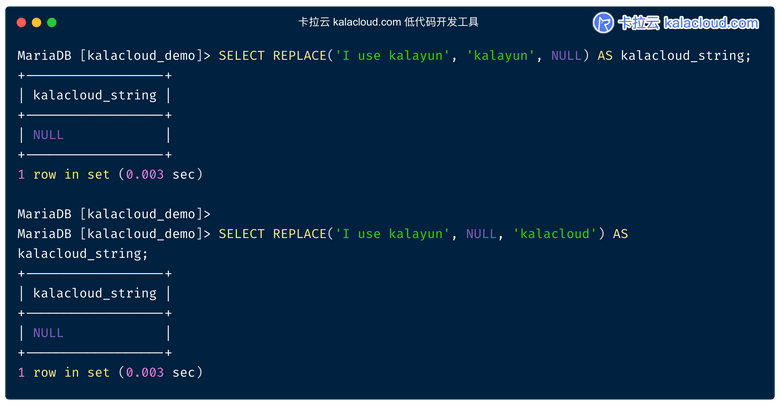 卡拉云 kalacloud.com 低代码开发工具
卡拉云 kalacloud.com
MariaDB [kalacloud_demo]> SELECT REPLACE('I use kalayun', 'kalayun', NULL) AS kalacloud_string;
+------------------+
| kalacloud_string |
+------------------+
| NULL             |
+------------------+
1 row in set (0.003 sec)
MariaDB [kalacloud_demo]>
MariaDB [kalacloud_demo]> SELECT REPLACE('I use kalayun', NULL, 'kalacloud') AS
kalacloud_string;
+------------------+
| kalacloud_string |
+------------------+
| NULL             |
+------------------+
1 row in set (0.003 sec)